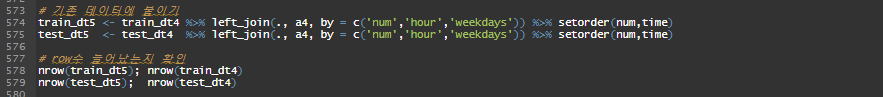 573 # 기존 데이터에 붙이기
574 train_dt5 <- train_dt4 %>% left_join(., a4, by = c('num','hour','weekdays')) %>% setorder(num,time)
575 test_dt5 <- test_dt4 %>% left_join(., a4, by = c('num','hour','weekdays')) %>% setorder(num,time)
576
577 # row수 늘어났는지 확인
578 nrow(train_dt5); nrow(train_dt4)
579 nrow(test_dt5); nrow(test_dt4)
580